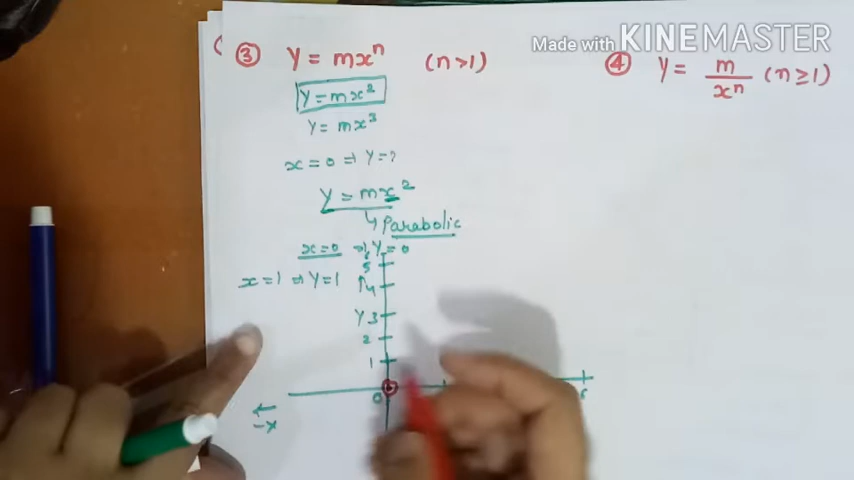 Made with KINEMASTER
③ y = mxⁿ (n>1)
④ y = m/xⁿ (n≥1)
y = mx²
y = mx³
x = 0 ⇒ y = ?
y = mx²
↳ Parabolic
x=0 ⇒ y=0
x=1 ⇒ y=1
5
4
y 3
2
1
0
←
-x